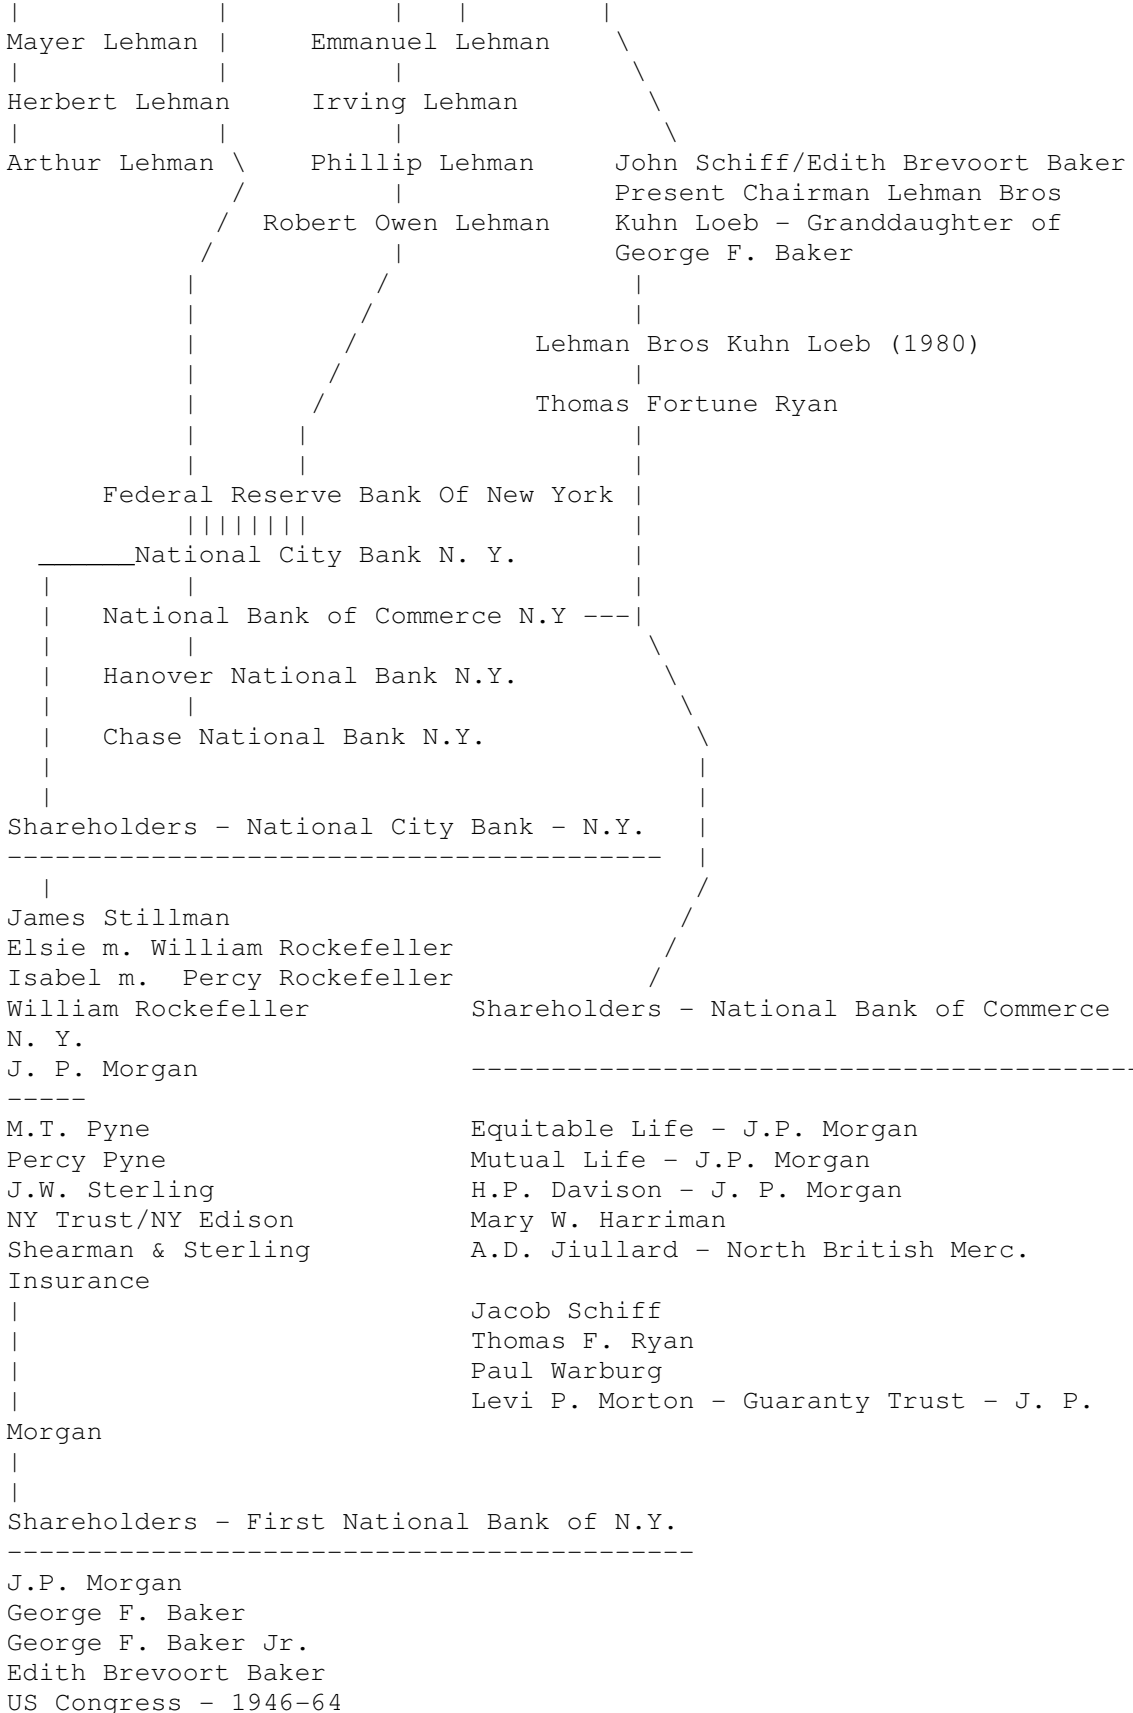 |            |          |   |        |
Mayer Lehman |     Emmanuel Lehman    \
|            |          |              \
Herbert Lehman     Irving Lehman        \
|            |          |                \
Arthur Lehman \    Phillip Lehman     John Schiff/Edith Brevoort Baker
              /         |             Present Chairman Lehman Bros
             /  Robert Owen Lehman    Kuhn Loeb - Granddaughter of
            /           |             George F. Baker
           |           /               |
           |          /                |
           |         /           Lehman Bros Kuhn Loeb (1980)
           |        /                  |
           |       /             Thomas Fortune Ryan
           |      |                    |
           |      |                    |
      Federal Reserve Bank Of New York |
           ||||||||                    |
  ______National City Bank N. Y.       |
  |        |                           |
  |   National Bank of Commerce N.Y ---|
  |        |                            \
  |   Hanover National Bank N.Y.         \
  |        |                              \
  |   Chase National Bank N.Y.             \
  |                                        |
  |                                        |
Shareholders - National City Bank - N.Y.   |
-----------------------------------------  |
  |                                        /
James Stillman                            /
Elsie m. William Rockefeller             /
Isabel m.  Percy Rockefeller            /
William Rockefeller          Shareholders - National Bank of Commerce
N. Y.
J. P. Morgan                 -----------------------------------------
-----
M.T. Pyne                    Equitable Life - J.P. Morgan
Percy Pyne                   Mutual Life - J.P. Morgan
J.W. Sterling                H.P. Davison - J. P. Morgan
NY Trust/NY Edison           Mary W. Harriman
Shearman & Sterling          A.D. Jiullard - North British Merc.
Insurance
|                            Jacob Schiff
|                            Thomas F. Ryan
|                            Paul Warburg
|                            Levi P. Morton - Guaranty Trust - J. P.
Morgan
|
|
Shareholders - First National Bank of N.Y.
-------------------------------------------
J.P. Morgan
George F. Baker
George F. Baker Jr.
Edith Brevoort Baker
US Congress - 1946-64